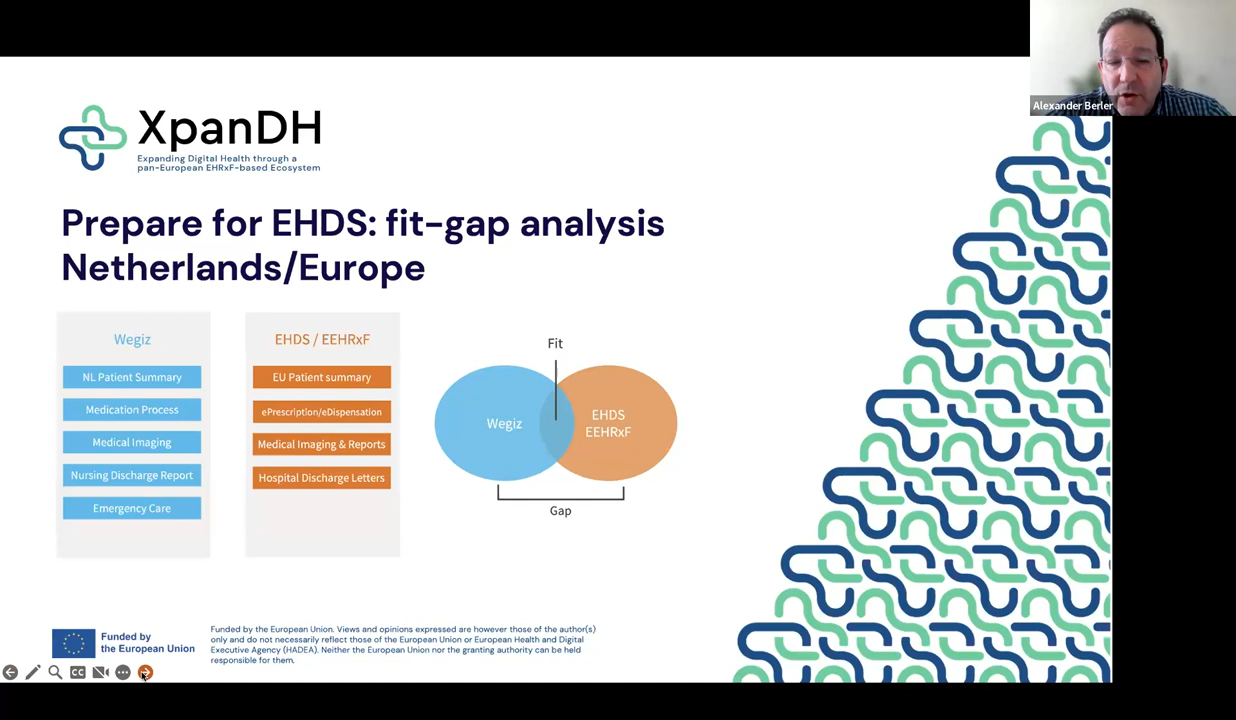 Alexander Berler
XpanDH
Expanding Digital Health through a
pan-European EHRxF-based Ecosystem
Prepare for EHDS: fit-gap analysis
Netherlands/Europe
Wegiz
NL Patient Summary
Medication Process
Medical Imaging
Nursing Discharge Report
Emergency Care
EHDS / EEHRxF
EU Patient summary
ePrescription/eDispensation
Medical Imaging & Reports
Hospital Discharge Letters
Fit
Wegiz
EHDS
EEHRxF
Gap
Funded by
the European Union
Funded by the European Union. Views and opinions expressed are however those of the author(s)
only and do not necessarily reflect those of the European Union or European Health and Digital
Executive Agency (HADEA). Neither the European Union nor the granting authority can be held
responsible for them.
CC